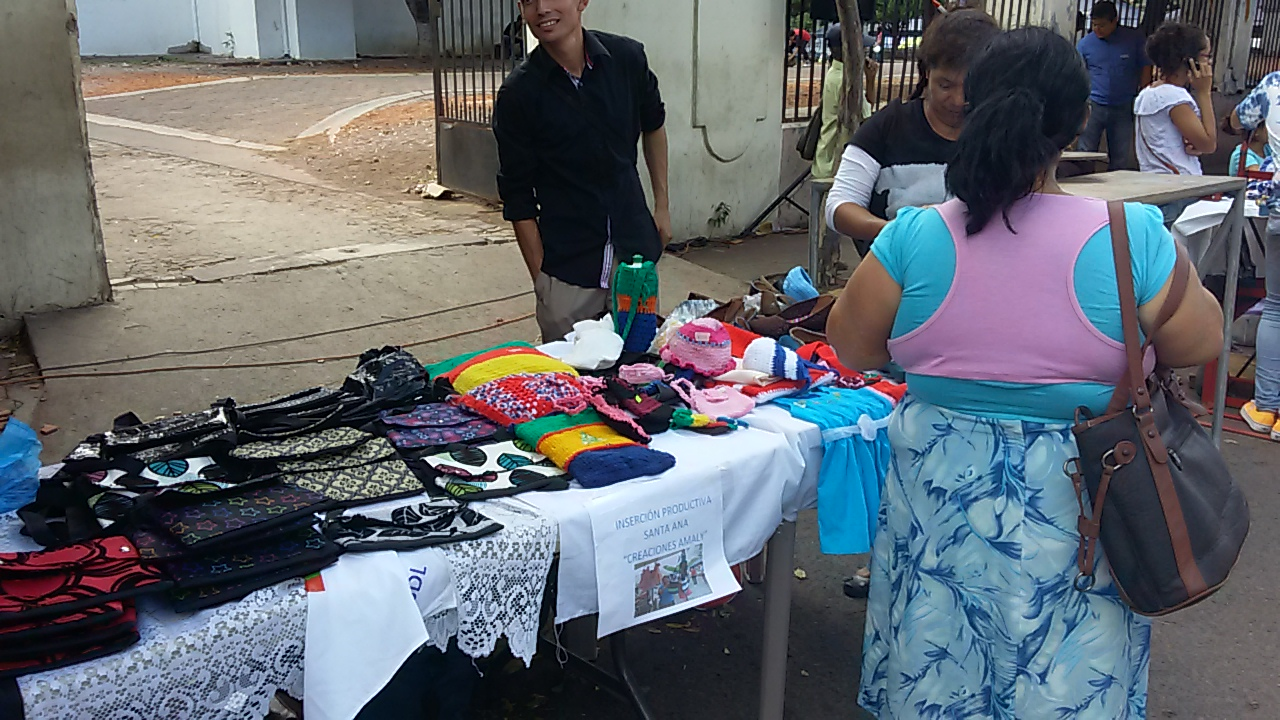 INSERCIÓN PRODUCTIVA
SANTA ANA
"CREACIONES AMALY"